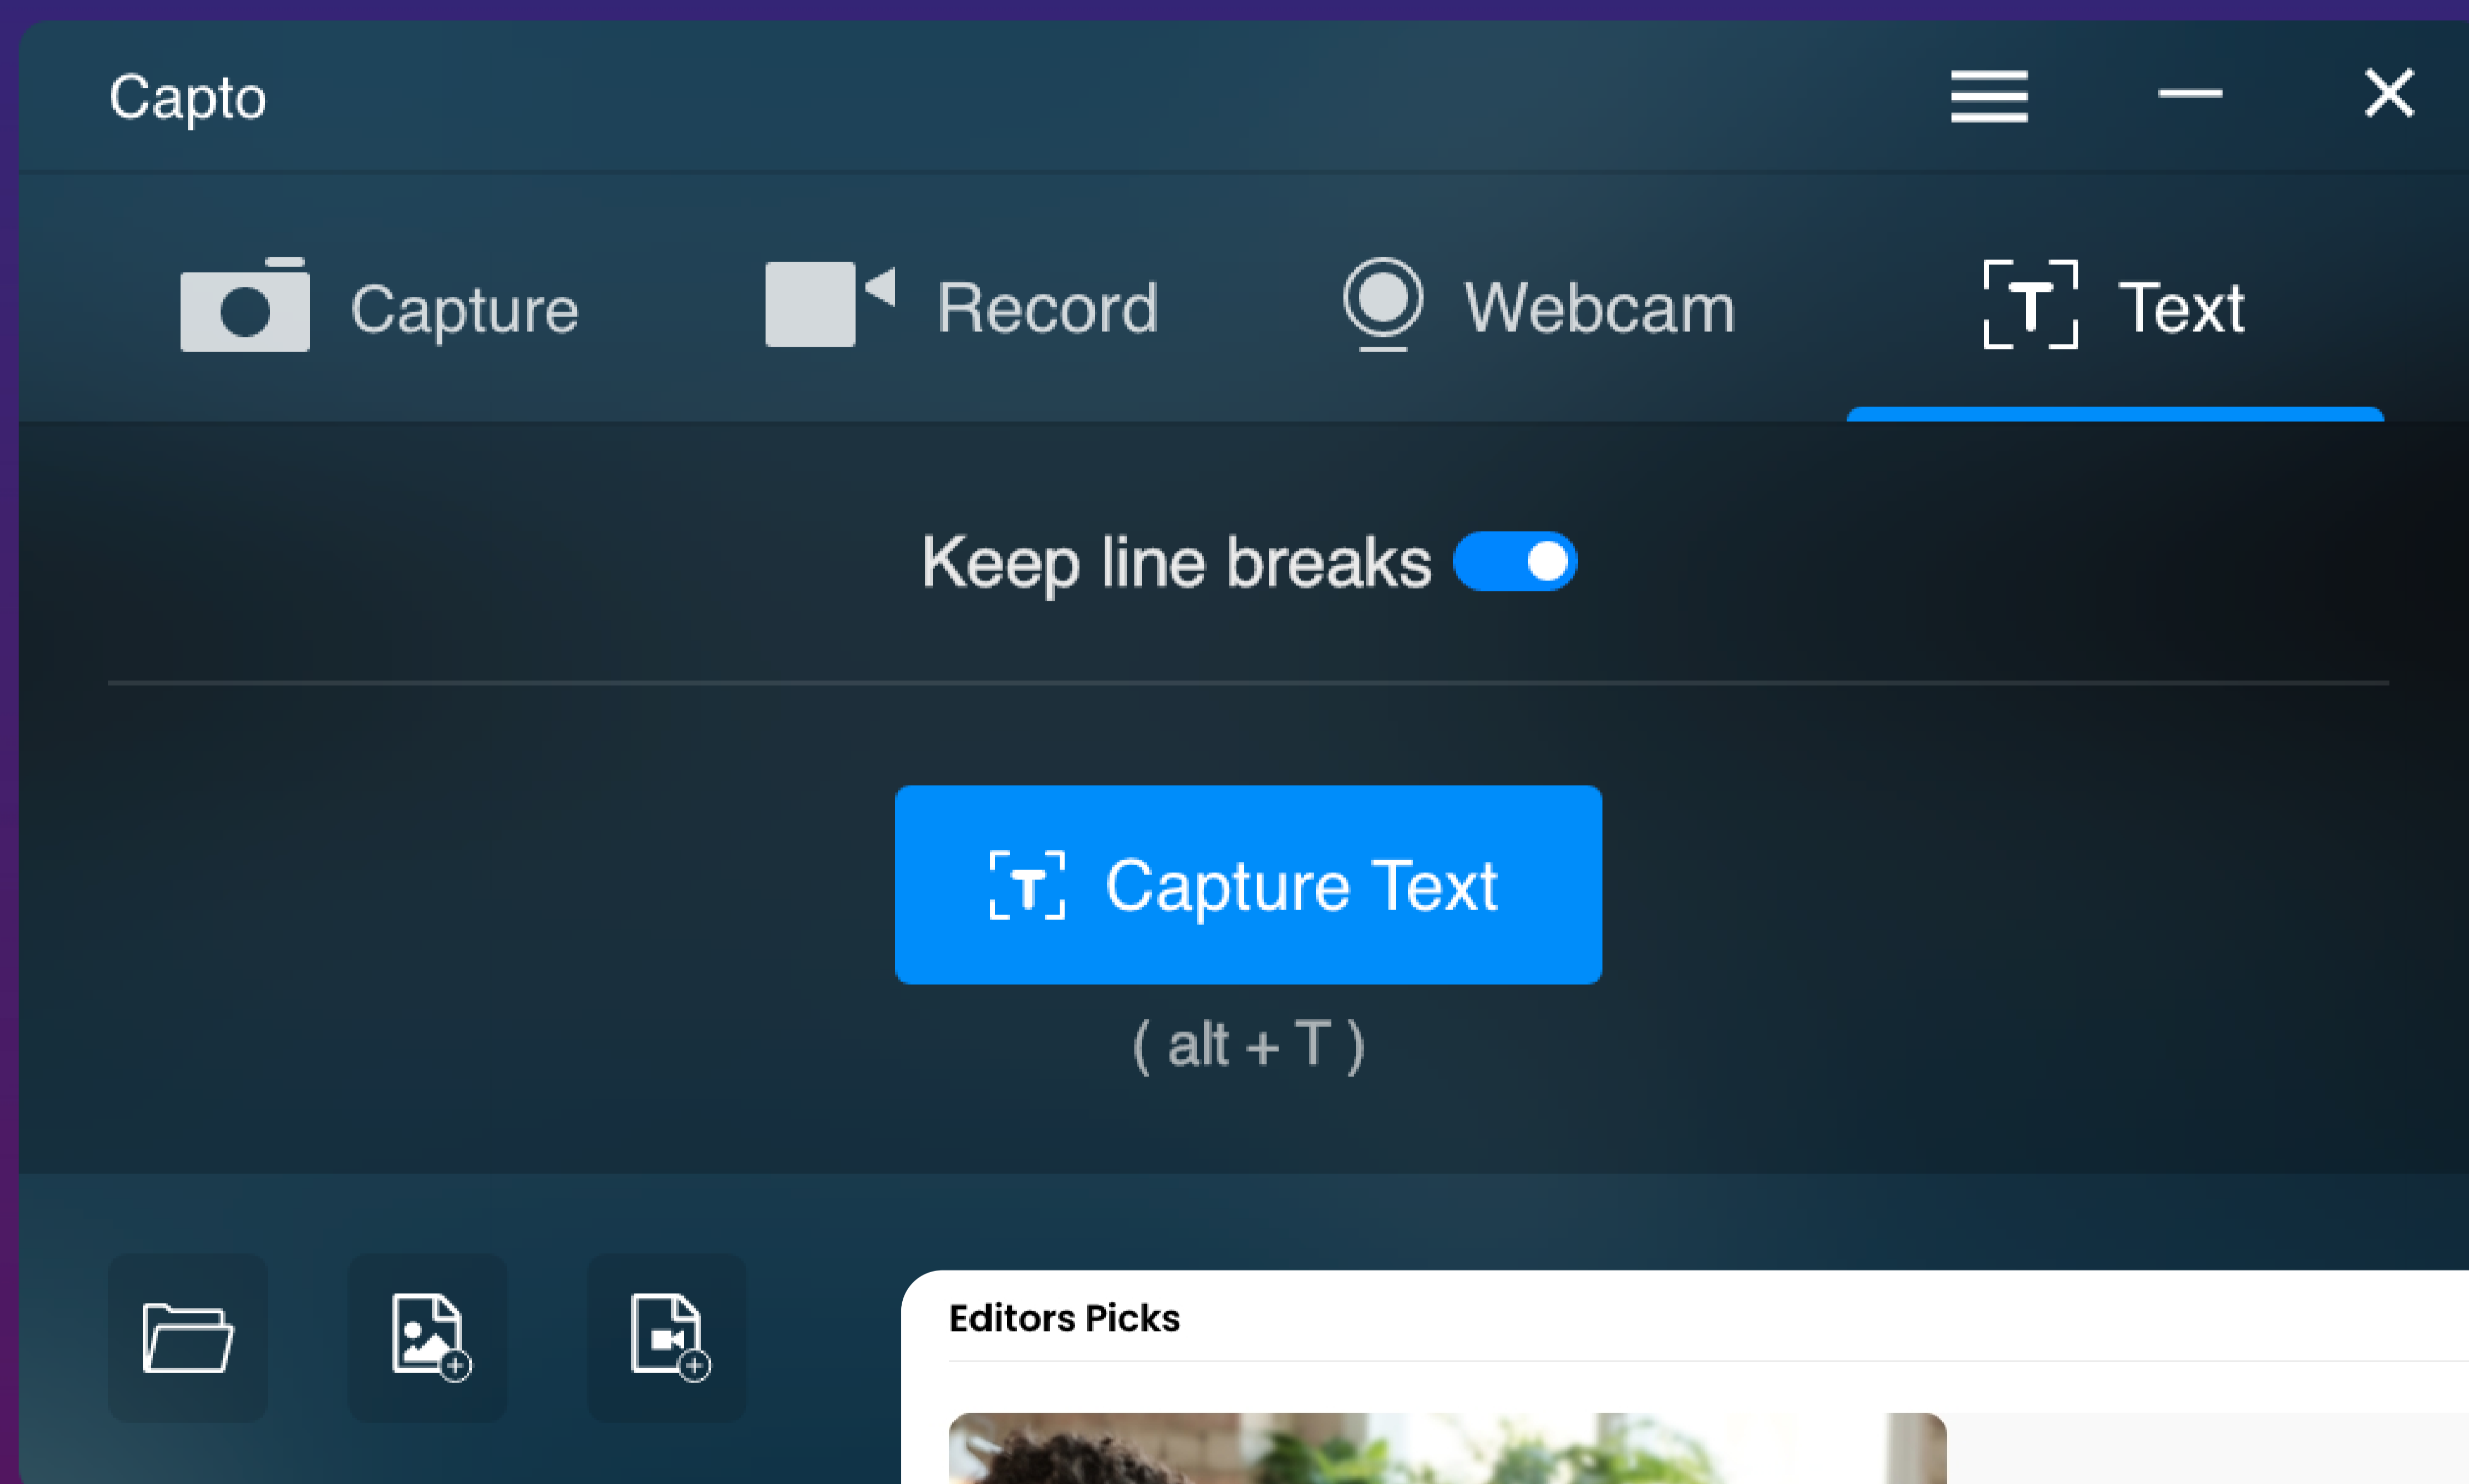 Capto
Capture Record Webcam Text
Keep line breaks
Capture Text
( alt + T )
Editors Picks